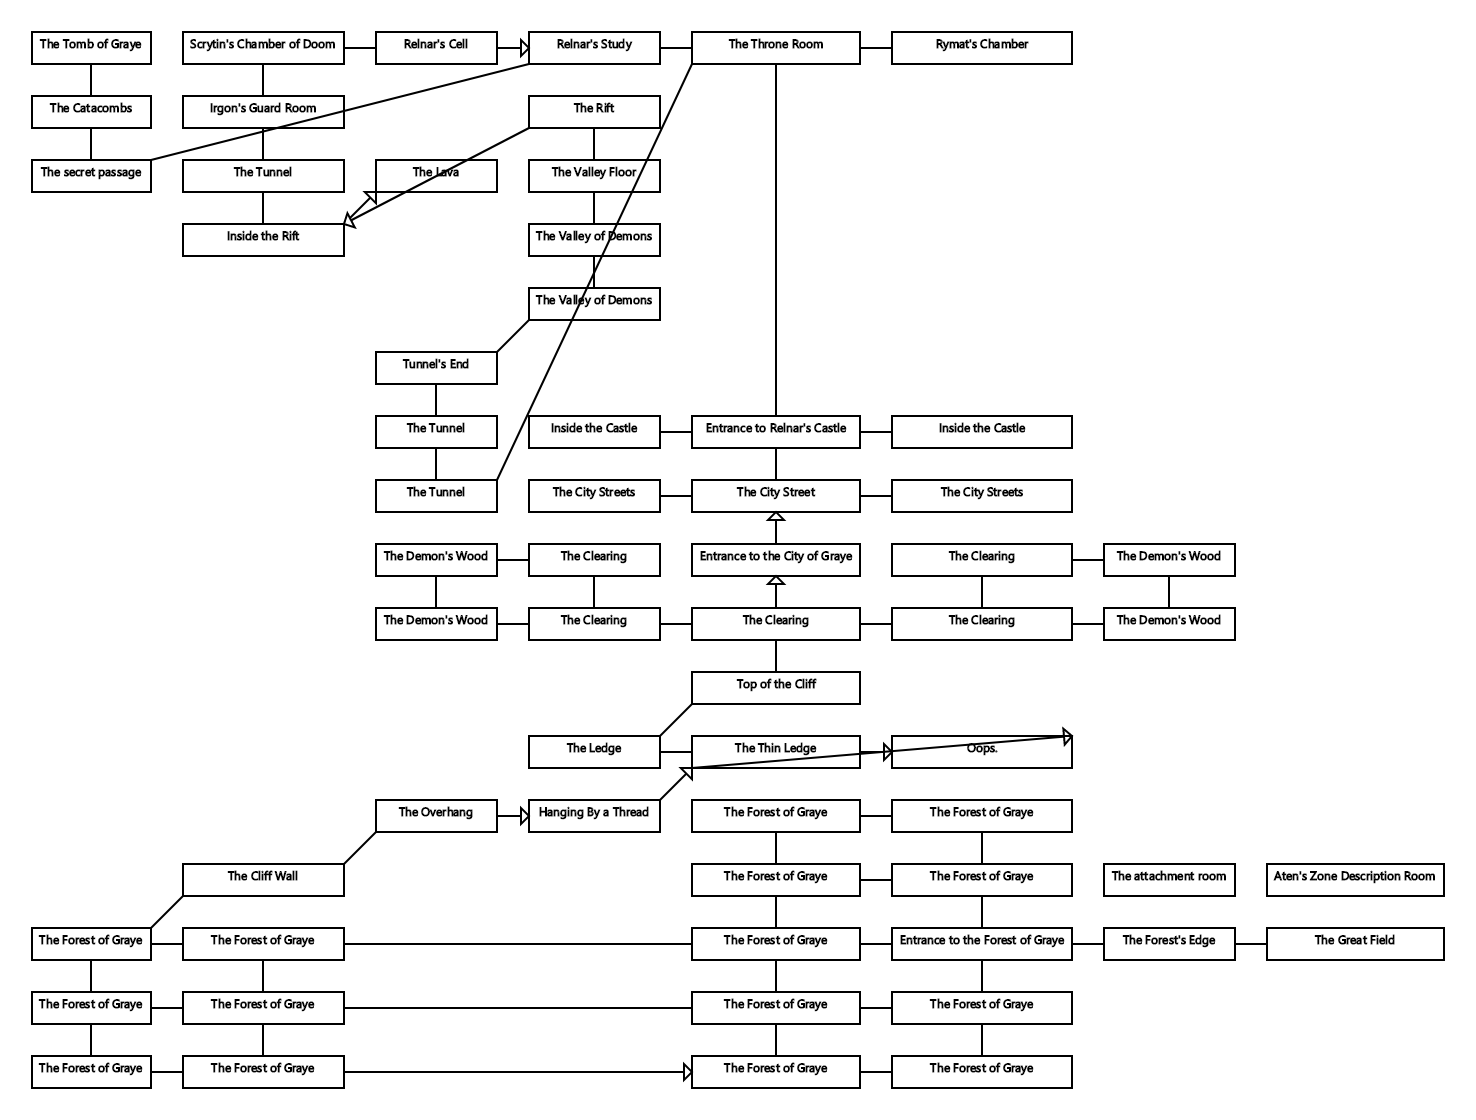 The Tomb of Graye
Scrytin's Chamber of Doom
Relnar's Cell
Relnar's Study
The Throne Room
Rymat's Chamber
The Catacombs
Irgon's Guard Room
The Rift
The secret passage
The Tunnel
The Lava
The Valley Floor
Inside the Rift
The Valley of Demons
The Valley of Demons
Tunnel's End
The Tunnel
Inside the Castle
Entrance to Relnar's Castle
Inside the Castle
The Tunnel
The City Streets
The City Street
The City Streets
The Demon's Wood
The Clearing
Entrance to the City of Graye
The Clearing
The Demon's Wood
The Demon's Wood
The Clearing
The Clearing
The Clearing
The Demon's Wood
Top of the Cliff
The Ledge
The Thin Ledge
Oops.
The Overhang
Hanging By a Thread
The Forest of Graye
The Forest of Graye
The Cliff Wall
The Forest of Graye
The Forest of Graye
The attachment room
Aten's Zone Description Room
The Forest of Graye
The Forest of Graye
The Forest of Graye
Entrance to the Forest of Graye
The Forest's Edge
The Great Field
The Forest of Graye
The Forest of Graye
The Forest of Graye
The Forest of Graye
The Forest of Graye
The Forest of Graye
The Forest of Graye
The Forest of Graye